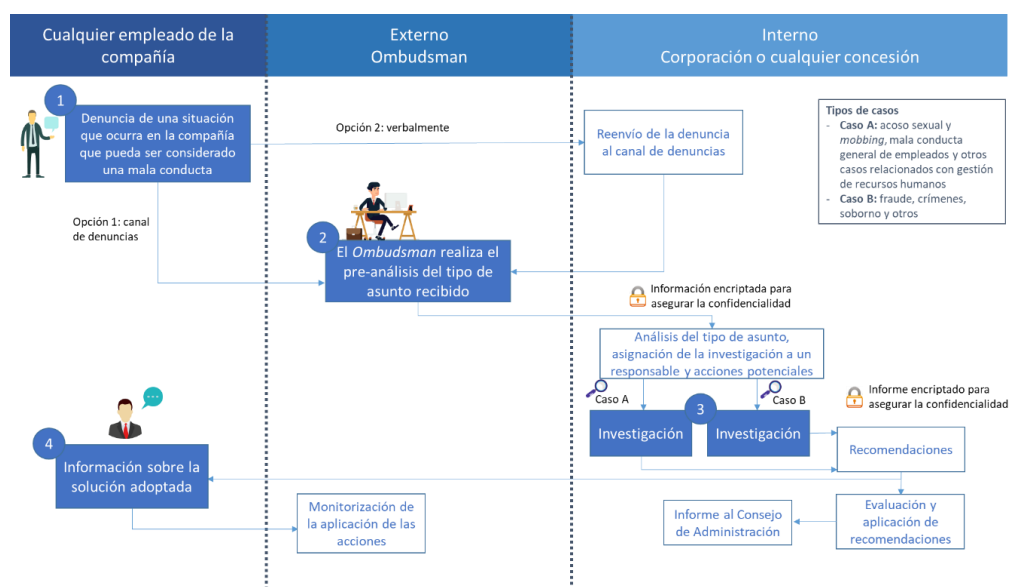 Cualquier empleado de la
compañía
Externo
Ombudsman
Interno
Corporación o cualquier concesión
1
Denuncia de una situación
que ocurra en la compañía
que pueda ser considerado
una mala conducta
Opción 2: verbalmente
Reenvío de la denuncia
al canal de denuncias
Tipos de casos
- Caso A: acoso sexual y
mobbing, mala conducta
general de empleados y otros
casos relacionados con gestión
de recursos humanos
- Caso B: fraude, crímenes,
soborno y otros
Opción 1: canal
de denuncias
2
El Ombudsman realiza el
pre-análisis del tipo de
asunto recibido
Información encriptada para
asegurar la confidencialidad
Análisis del tipo de asunto,
asignación de la investigación a un
responsable y acciones potenciales
Caso A
3
Caso B
Investigación
Investigación
Informe encriptado para
asegurar la confidencialidad
Recomendaciones
4
Información sobre la
solución adoptada
Monitorización de
la aplicación de las
acciones
Informe al Consejo
de Administración
Evaluación y
aplicación de
recomendaciones